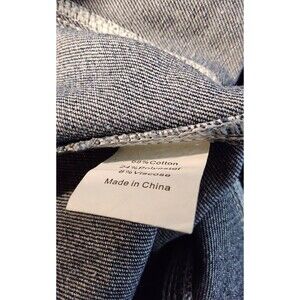 68%Cotton
24%Polyester
8%Viscose
Made in China